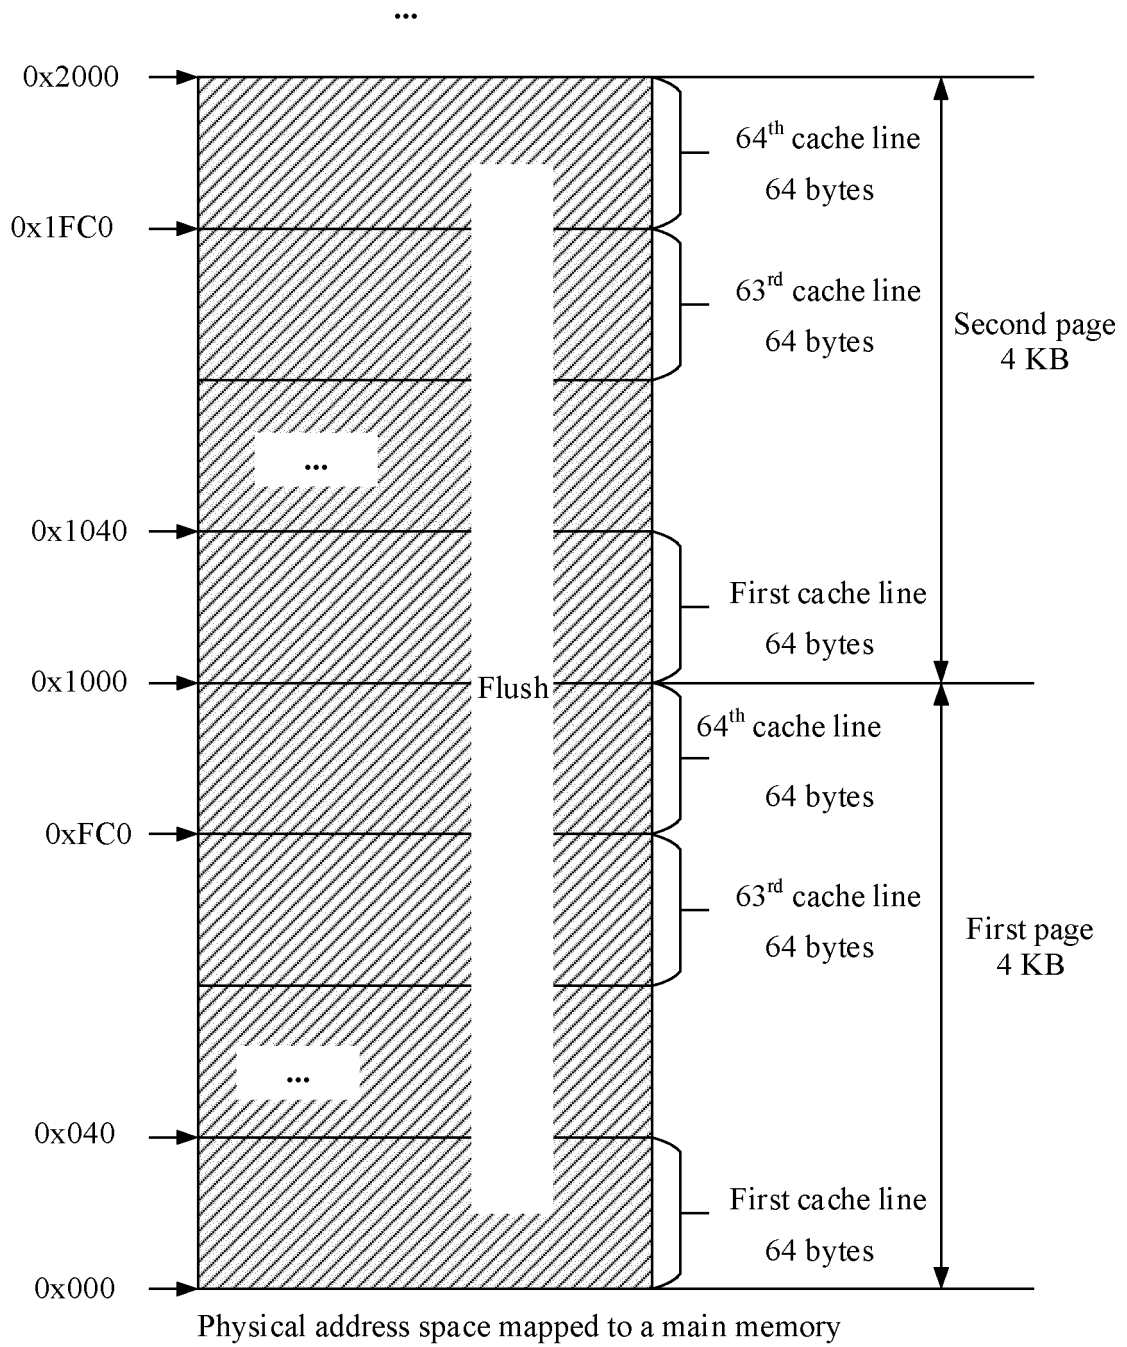 ...
0x2000
64th cache line
64 bytes
0x1FC0
63rd cache line
64 bytes
Second page
4 KB
...
0x1040
First cache line
64 bytes
0x1000
Flush
64th cache line
64 bytes
0xFC0
63rd cache line
64 bytes
First page
4 KB
...
0x040
First cache line
64 bytes
0x000
Physical address space mapped to a main memory